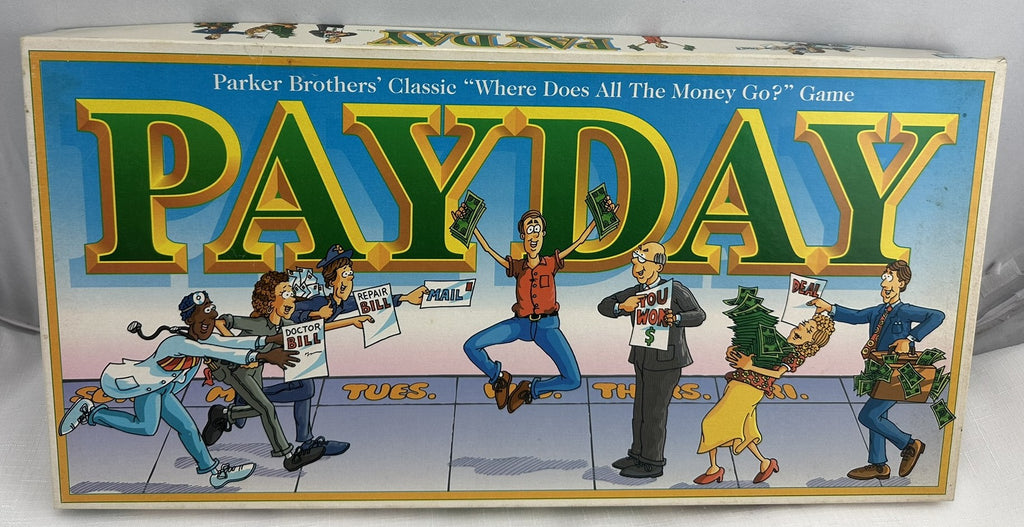 PAYDAY
Parker Brothers' Classic "Where Does All The Money Go?" Game
PAYDAY
DOCTOR
BILL
REPAIR
BILL
MAIL
YOU
WON
$
DEAL
TUES.